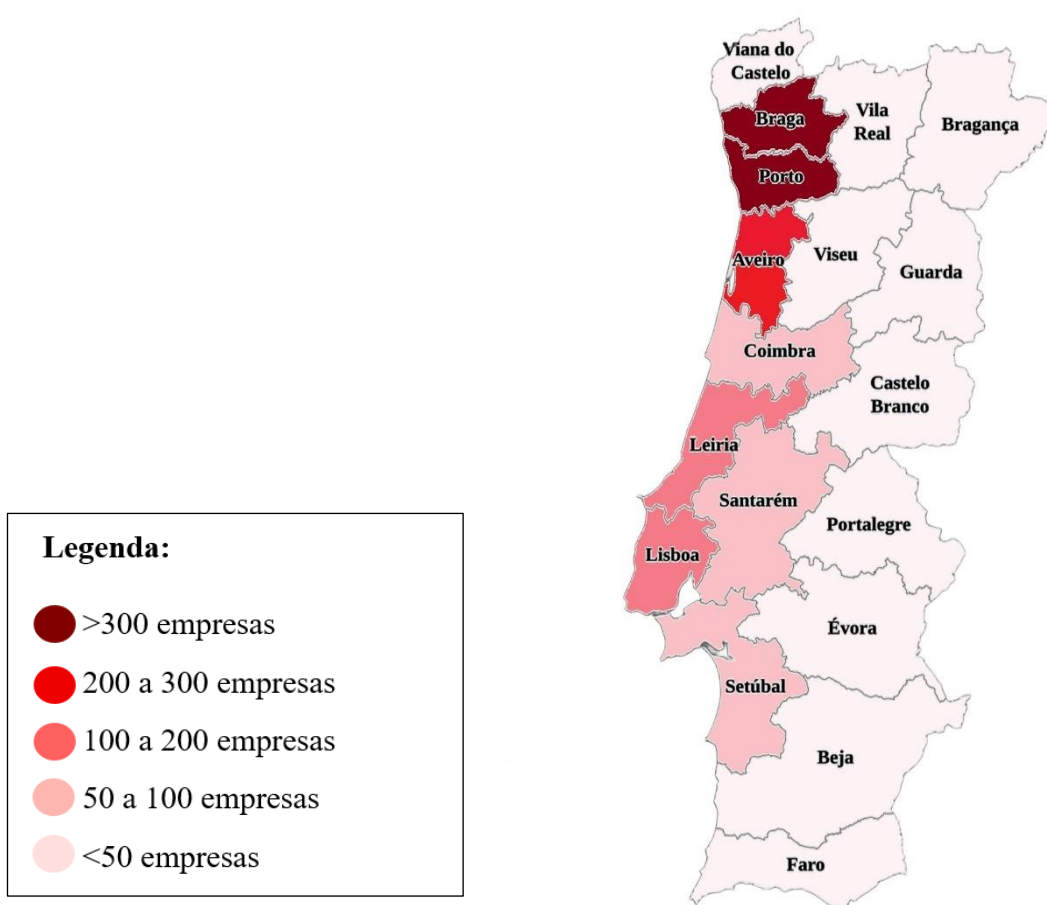 Viana do
Castelo
Braga
Vila
Real
Bragança
Porto
Aveiro
Viseu
Guarda
Coimbra
Castelo
Branco
Leiria
Santarém
Portalegre
Lisboa
Évora
Setúbal
Beja
Faro
Legenda:
>300 empresas
200 a 300 empresas
100 a 200 empresas
50 a 100 empresas
<50 empresas